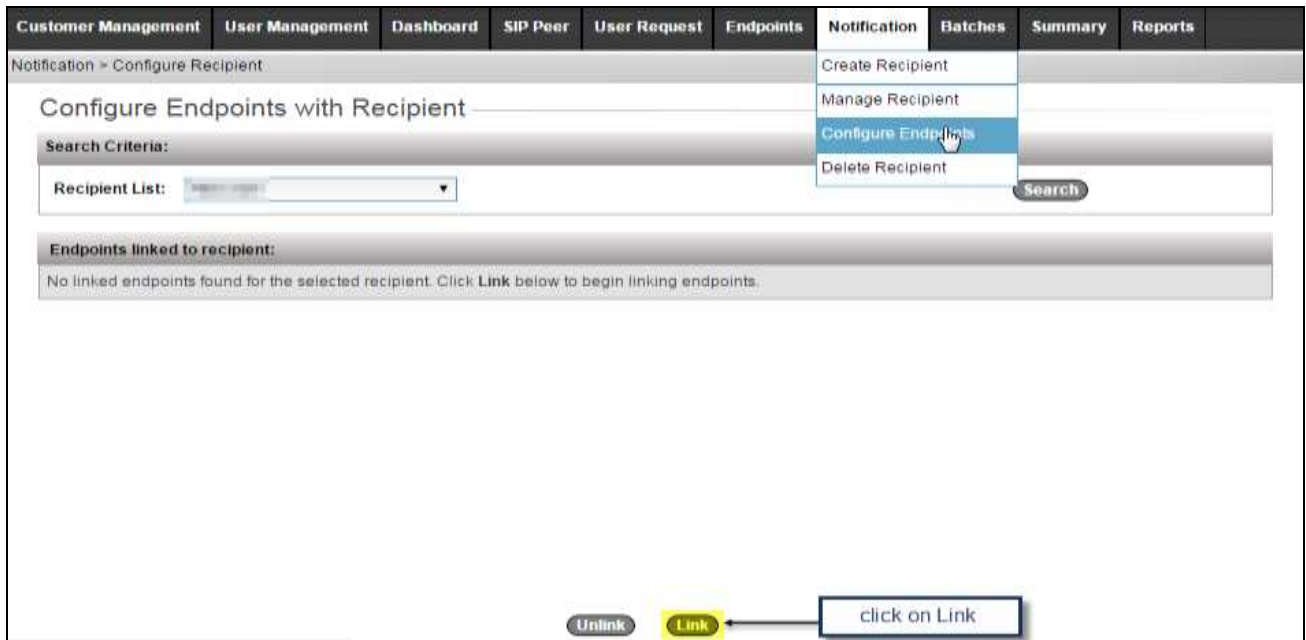 Customer Management User Management Dashboard SIP Peer User Request Endpoints Notification Batches Summary Reports
Notification > Configure Recipient
Create Recipient
Manage Recipient
Configure Endpoints
Delete Recipient
Configure Endpoints with Recipient
Search Criteria:
Recipient List:
Search
Endpoints linked to recipient:
No linked endpoints found for the selected recipient. Click Link below to begin linking endpoints.
Unlink Link click on Link